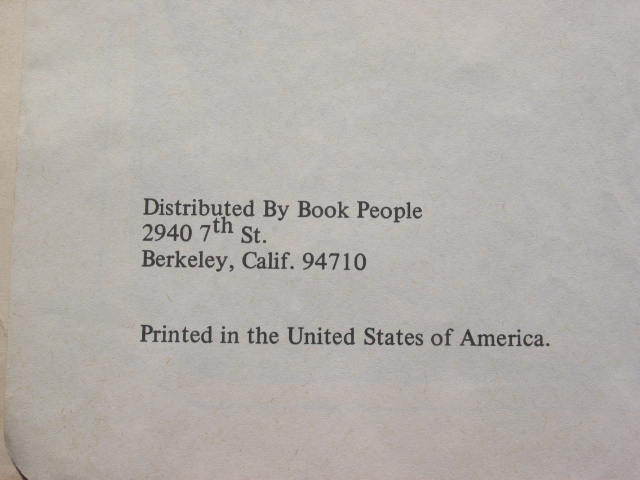 Distributed By Book People
2940 7th St.
Berkeley, Calif. 94710
Printed in the United States of America.